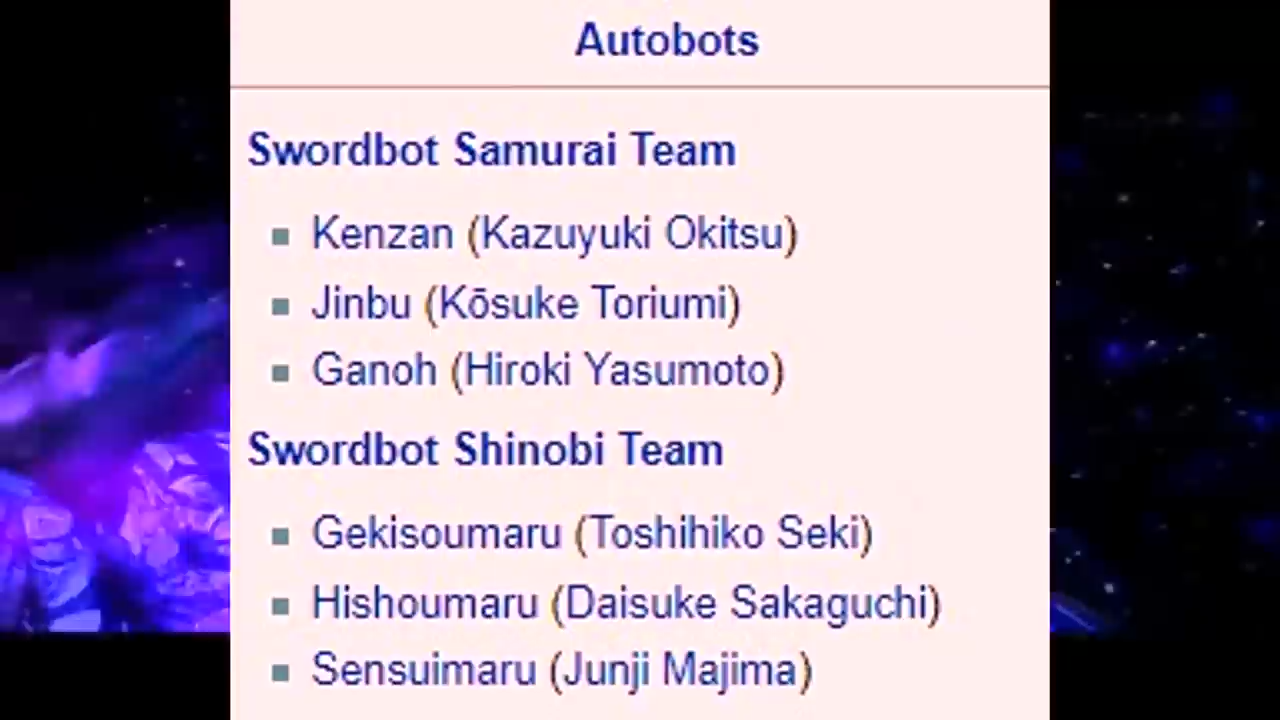 Autobots
Swordbot Samurai Team
Kenzan (Kazuyuki Okitsu)
Jinbu (Kōsuke Toriumi)
Ganoh (Hiroki Yasumoto)
Swordbot Shinobi Team
Gekisoumaru (Toshihiko Seki)
Hishoumaru (Daisuke Sakaguchi)
Sensuimaru (Junji Majima)